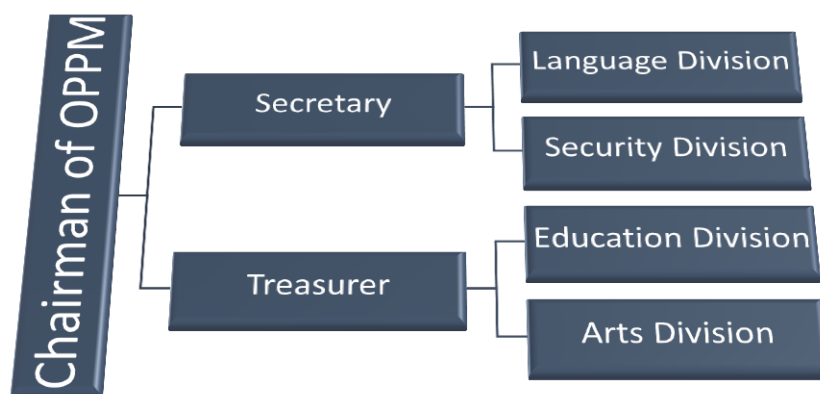 Chairman of OPPM
Secretary
Language Division
Security Division
Treasurer
Education Division
Arts Division